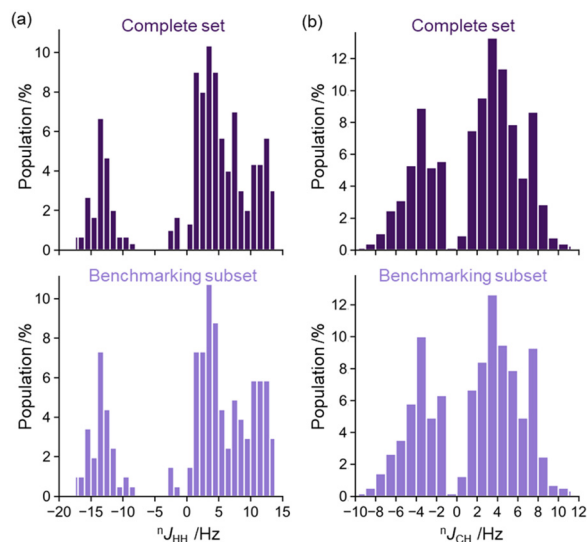 (a)
Complete set
10
8
6
4
2
0
Population /%
Benchmarking subset
10
8
6
4
2
0
Population /%
−20 −15 −10 −5 0 5 10 15
ⁿJHH /Hz
(b)
Complete set
12
10
8
6
4
2
0
Population /%
Benchmarking subset
12
10
8
6
4
2
0
Population /%
−10 −8 −6 −4 −2 0 2 4 6 8 10 12
ⁿJCH /Hz